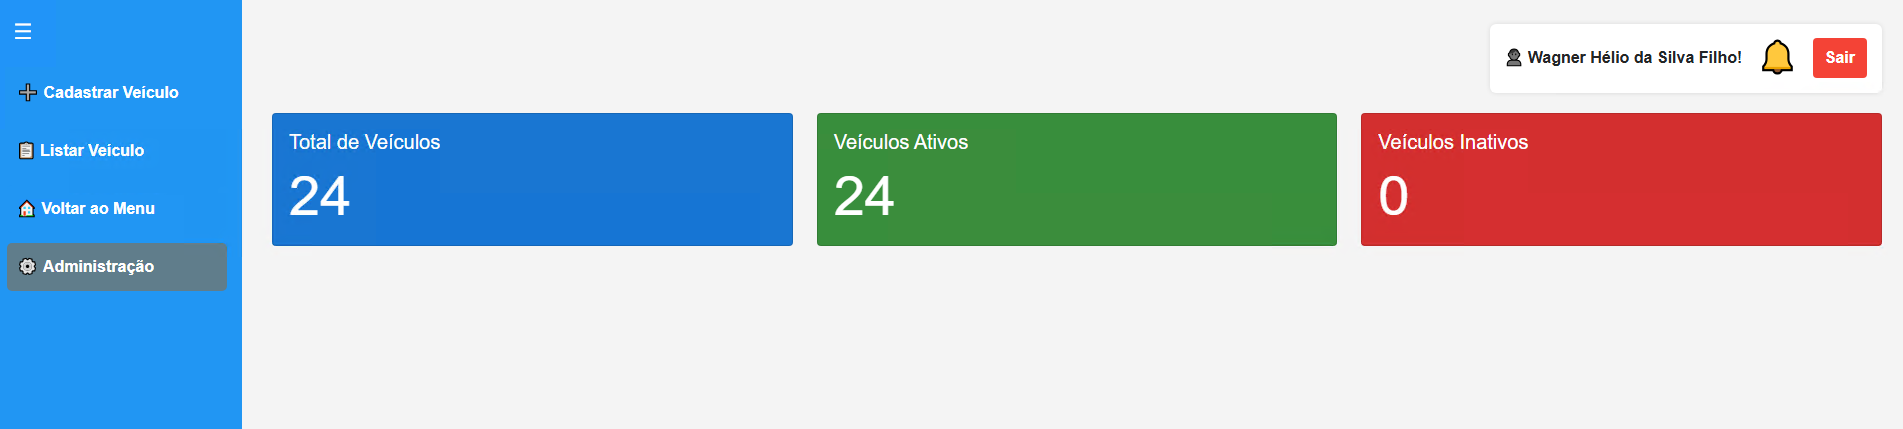 Cadastrar Veículo
Listar Veículo
Voltar ao Menu
Administração
Wagner Hélio da Silva Filho!
Sair
Total de Veículos
24
Veículos Ativos
24
Veículos Inativos
0